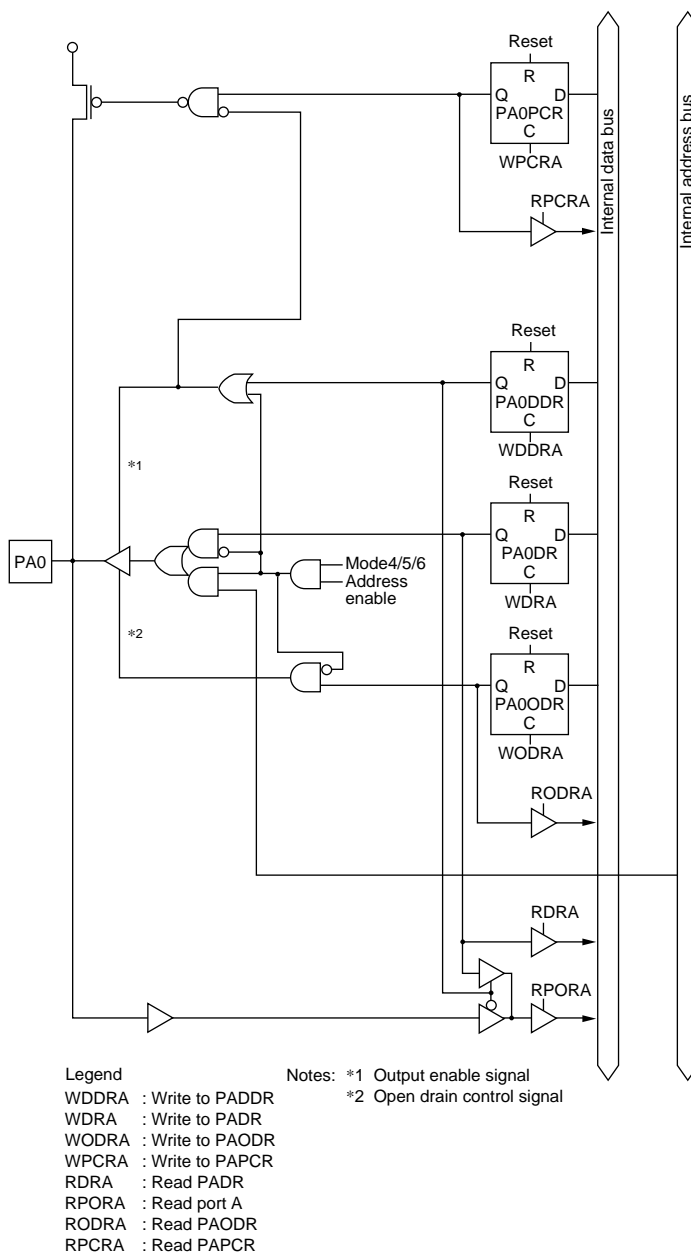 Reset
R
Q D
PA0PCR
C
WPCRA
RPCRA
Internal data bus
Internal address bus
Reset
R
Q D
PA0DDR
C
WDDRA
*1
Reset
R
Q D
PA0DR
C
WDRA
PA0
Mode4/5/6
Address
enable
*2
Reset
R
Q D
PA0ODR
C
WODRA
RODRA
RDRA
RPORA
Legend
WDDRA : Write to PADDR
WDRA : Write to PADR
WODRA : Write to PAODR
WPCRA : Write to PAPCR
RDRA : Read PADR
RPORA : Read port A
RODRA : Read PAODR
RPCRA : Read PAPCR
Notes: *1 Output enable signal
*2 Open drain control signal